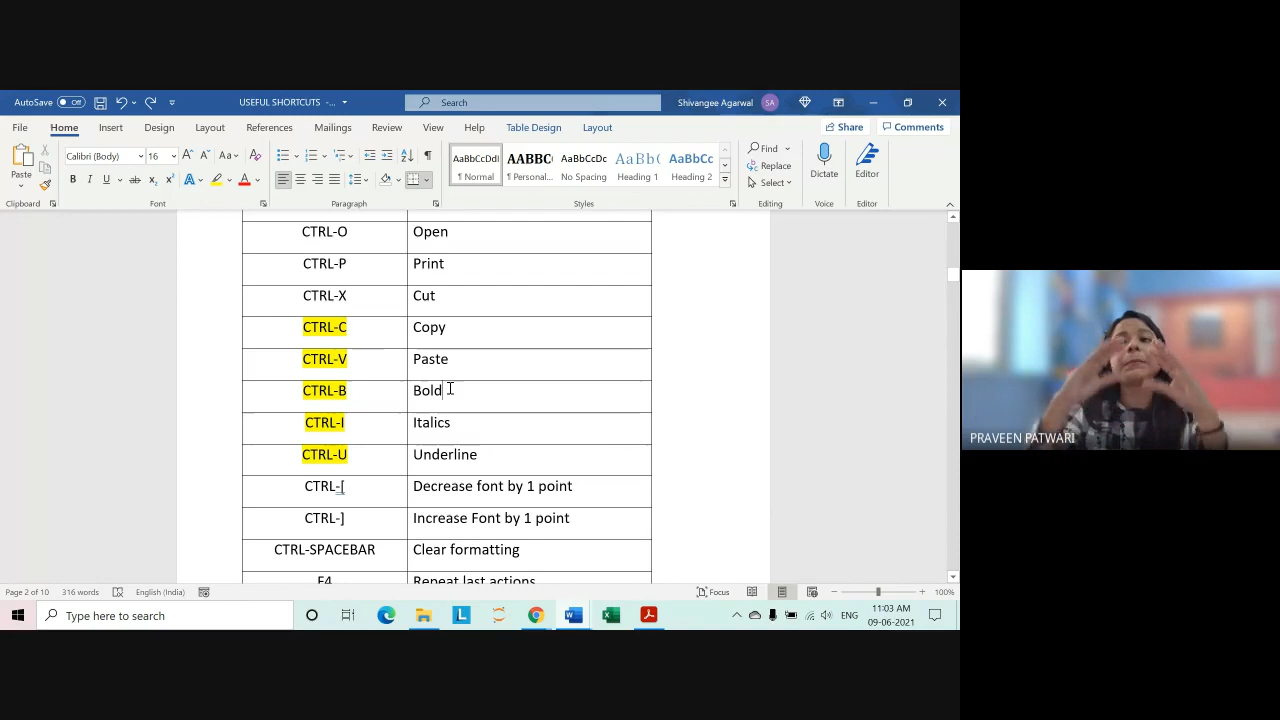 AutoSave Off USEFUL SHORTCUTS -... Search Shivangee Agarwal SA
File Home Insert Design Layout References Mailings Review View Help Table Design Layout Share Comments
Paste Calibri (Body) 16 Aa AaBbCcDdI AABBC AaBbCcDc AaBb( AaBbCc Find Replace Select Dictate Editor
¶ Normal ¶ Personal... No Spacing Heading 1 Heading 2
Clipboard Font Paragraph Styles Editing Voice Editor
CTRL-O Open
CTRL-P Print
CTRL-X Cut
CTRL-C Copy
CTRL-V Paste
CTRL-B Bold
CTRL-I Italics
CTRL-U Underline
CTRL-[ Decrease font by 1 point
CTRL-] Increase Font by 1 point
CTRL-SPACEBAR Clear formatting
F4 Repeat last actions
PRAVEEN PATWARI
Page 2 of 10 316 words English (India) Focus 100%
Type here to search ENG 11:03 AM
09-06-2021